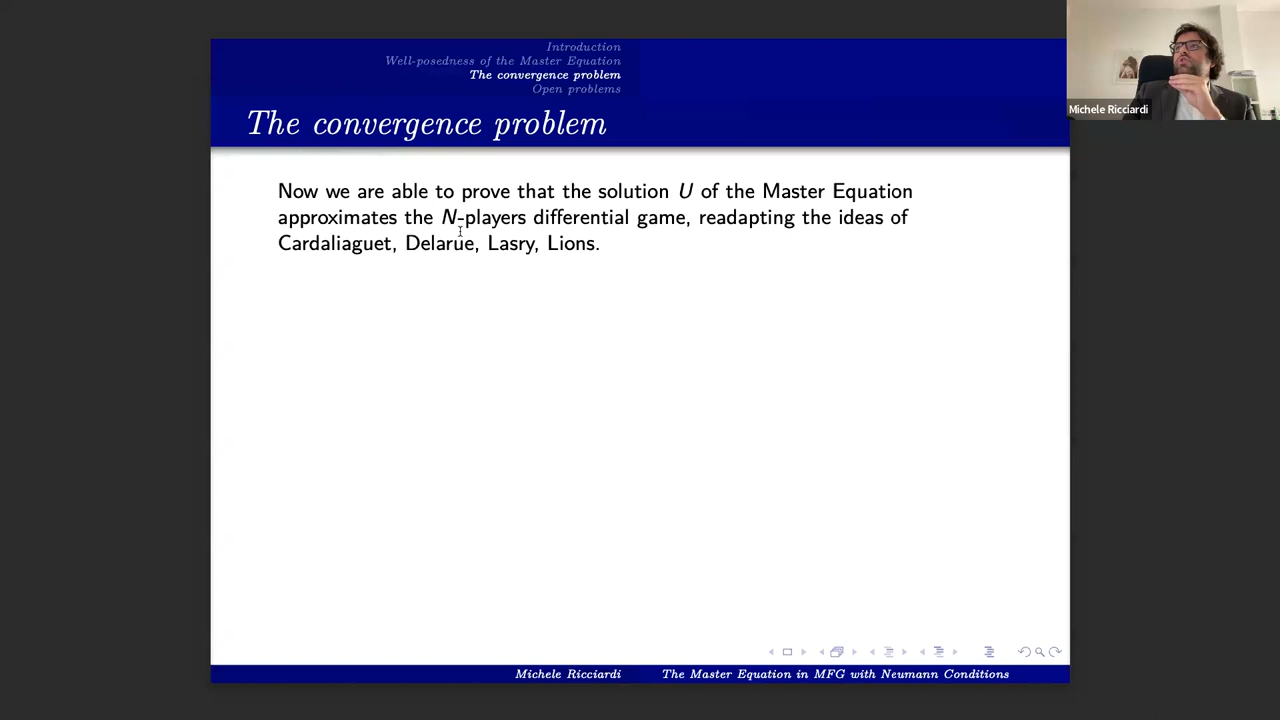 Introduction
Well-posedness of the Master Equation
The convergence problem
Open problems
The convergence problem
Now we are able to prove that the solution U of the Master Equation
approximates the N-players differential game, readapting the ideas of
Cardaliaguet, Delarue, Lasry, Lions.
Michele Ricciardi
The Master Equation in MFG with Neumann Conditions
Michele Ricciardi